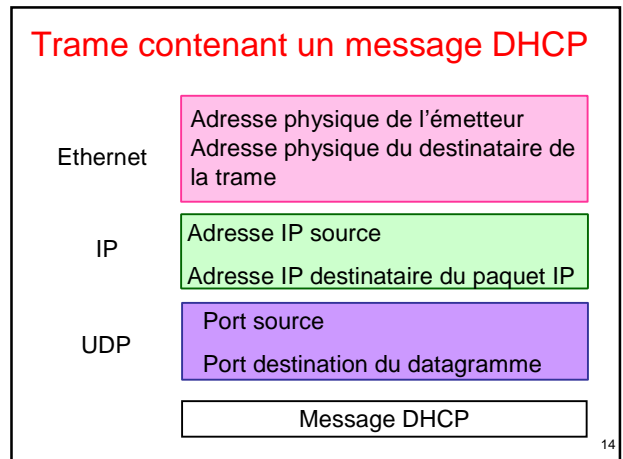 Trame contenant un message DHCP
Ethernet
Adresse physique de l'émetteur
Adresse physique du destinataire de
la trame
IP
Adresse IP source
Adresse IP destinataire du paquet IP
UDP
Port source
Port destination du datagramme
Message DHCP
14